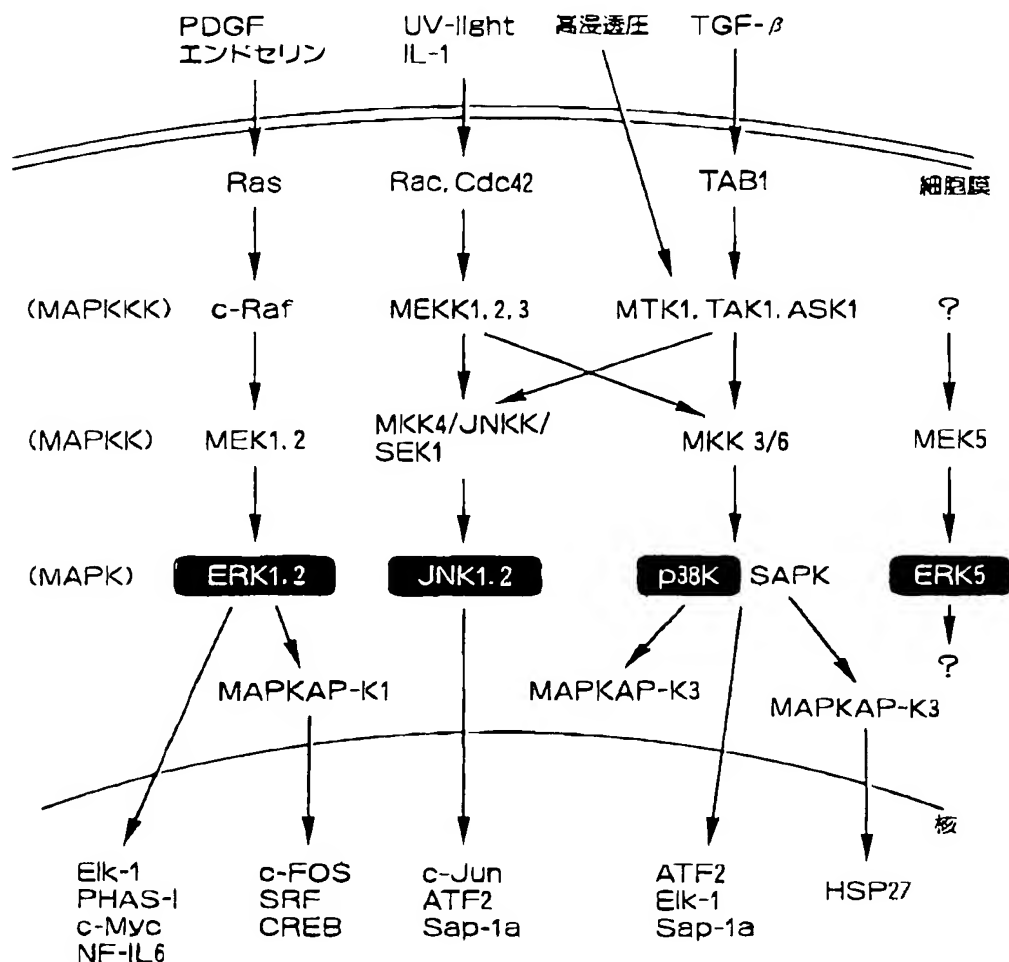 PDGF
エンドセリン
UV-light
IL-1
高浸透圧
TGF-β
Ras
Rac, Cdc42
TAB1
細胞膜
(MAPKKK)
c-Raf
MEKK1, 2, 3
MTK1, TAK1, ASK1
?
(MAPKK)
MEK1, 2
MKK4/JNKK/
SEK1
MKK 3/6
MEK5
(MAPK)
ERK1, 2
JNK1, 2
p38K
SAPK
ERK5
MAPKAP-K1
MAPKAP-K3
MAPKAP-K3
?
核
Elk-1
PHAS-I
c-Myc
NF-IL6
c-FOS
SRF
CREB
c-Jun
ATF2
Sap-1a
ATF2
Elk-1
Sap-1a
HSP27